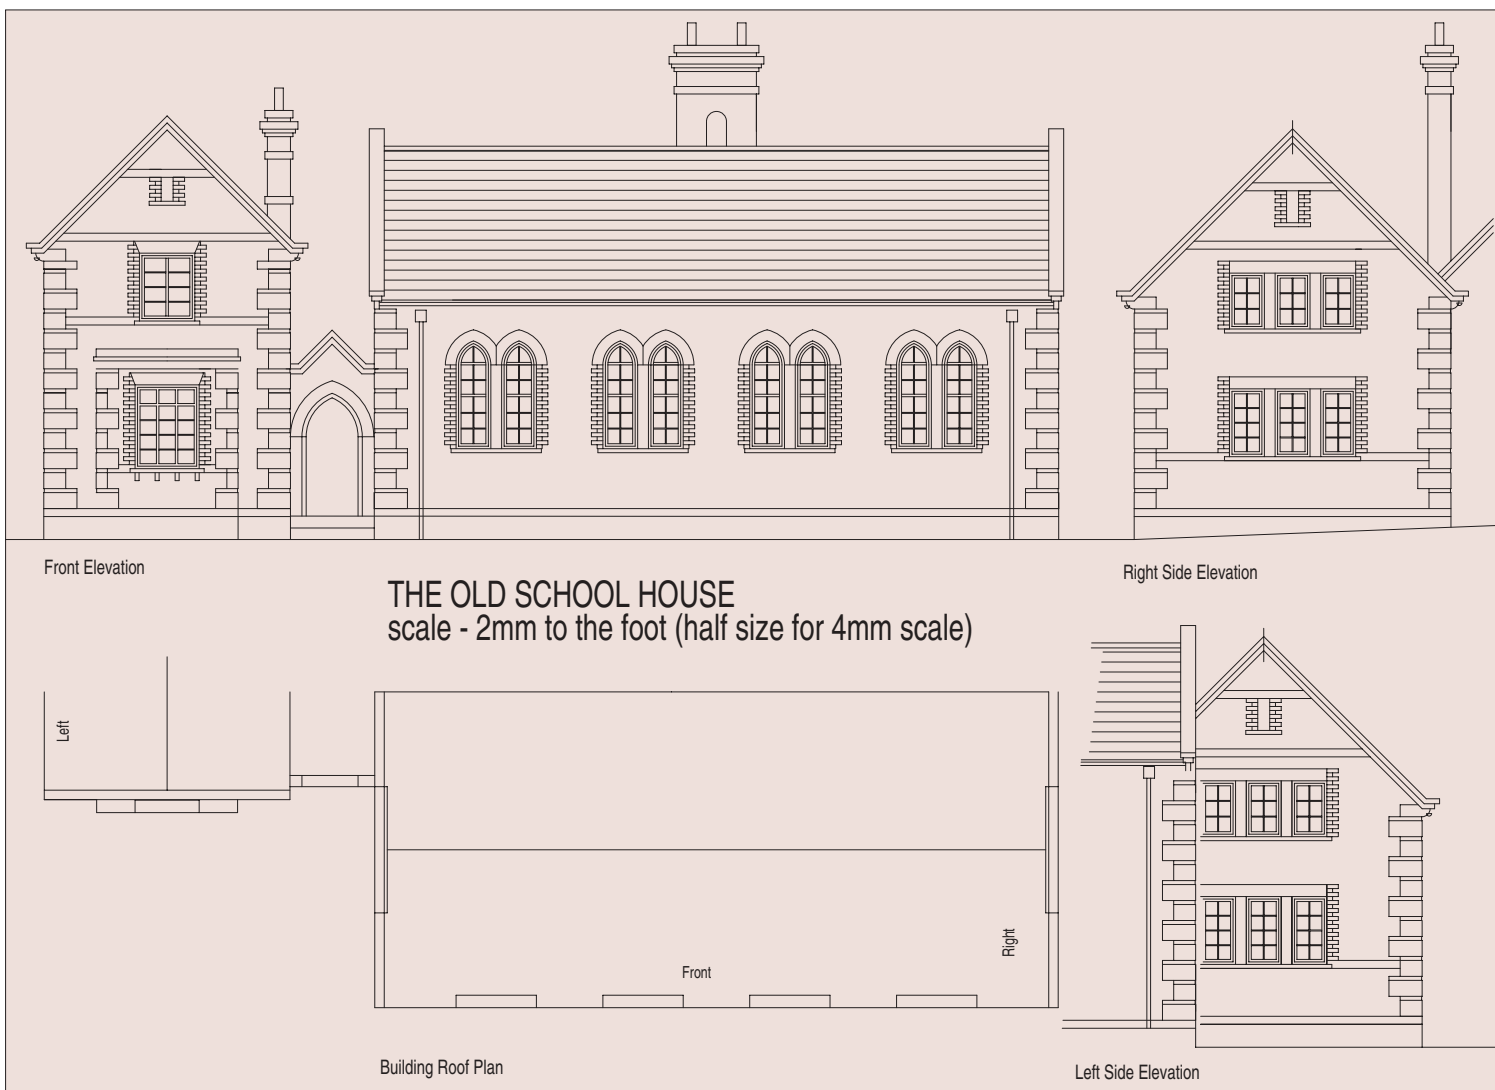 Front Elevation
Right Side Elevation
THE OLD SCHOOL HOUSE
scale - 2mm to the foot (half size for 4mm scale)
Left
Right
Front
Building Roof Plan
Left Side Elevation